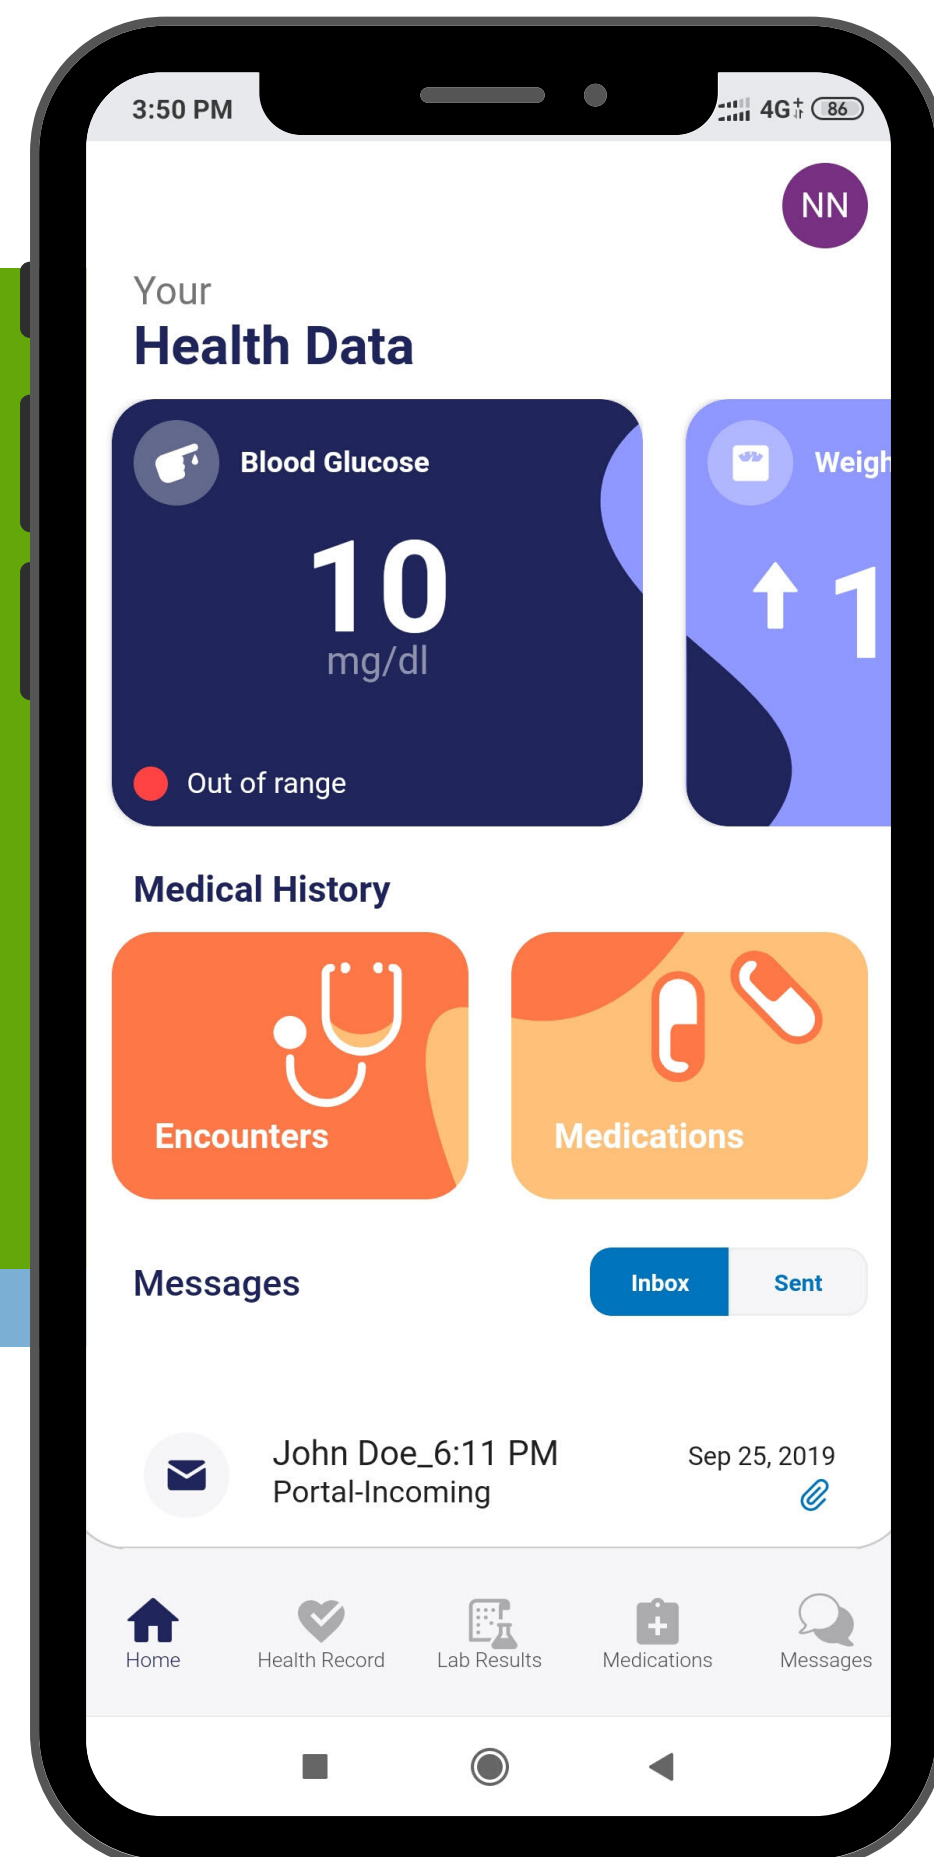 3:50 PM
4G+ 86
NN
Your
Health Data
Blood Glucose
10
mg/dl
Out of range
Weigh
1
Medical History
Encounters
Medications
Messages
Inbox
Sent
John Doe_6:11 PM
Sep 25, 2019
Portal-Incoming
Home
Health Record
Lab Results
Medications
Messages